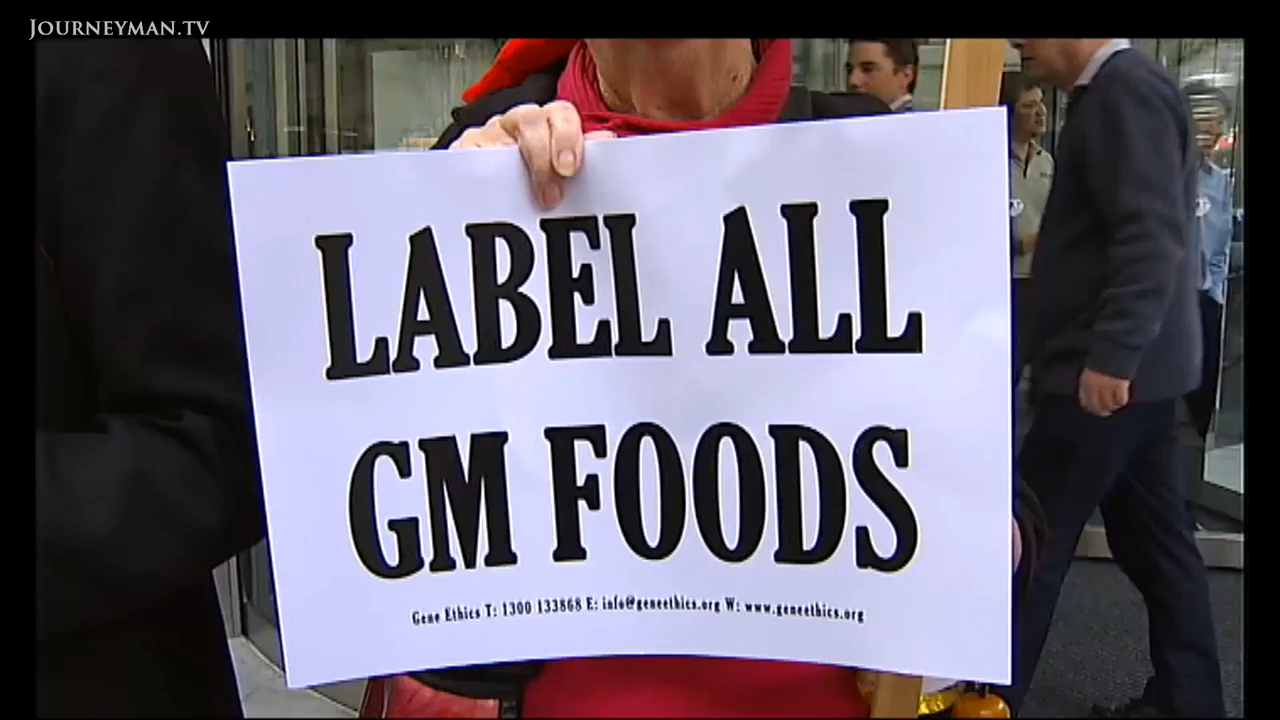 JOURNEYMAN.TV
LABEL ALL
GM FOODS
Gene Ethics T: 1300 133868 E: info@geneethics.org W: www.geneethics.org